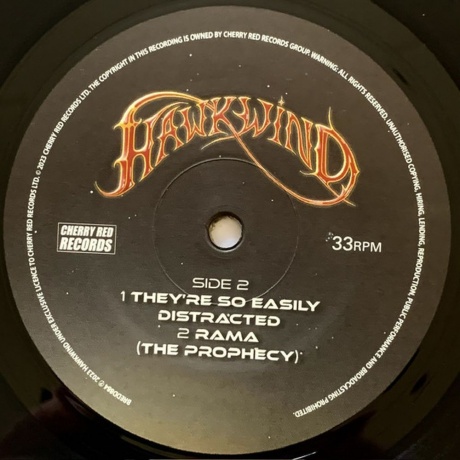 HAWKWIND
CHERRY RED
RECORDS
33RPM
SIDE 2
1 THEY'RE SO EASILY
DISTRACTED
2 RAMA
(THE PROPHECY)
℗ 2023 HAWKWIND UNDER EXCLUSIVE LICENCE TO CHERRY RED RECORDS LTD. © 2023 CHERRY RED RECORDS LTD. THE COPYRIGHT IN THIS RECORDING IS OWNED BY CHERRY RED RECORDS GROUP. WARNING: ALL RIGHTS RESERVED. UNAUTHORISED COPYING, HIRING, LENDING, REPRODUCTION, PUBLIC PERFORMANCE AND BROADCASTING PROHIBITED.